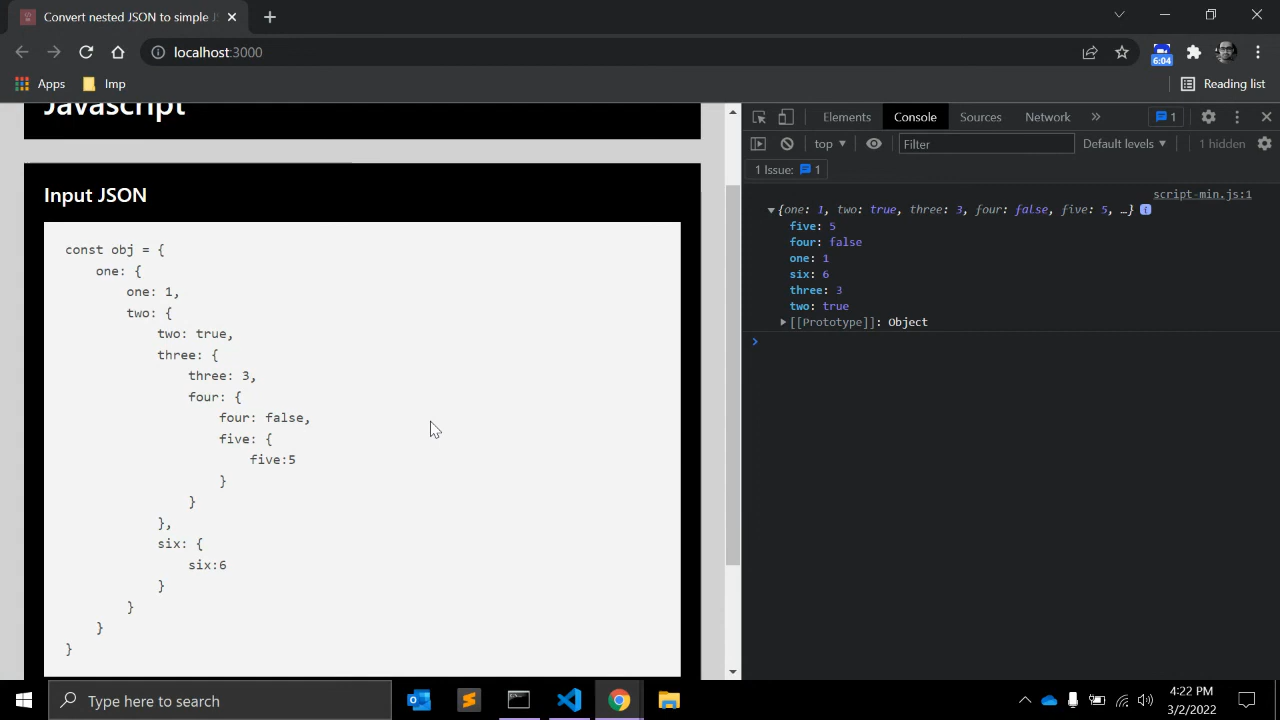 Convert nested JSON to simple J
localhost:3000
6:04
Apps
Imp
Reading list
Javascript
Input JSON
const obj = {
one: {
one: 1,
two: {
two: true,
three: {
three: 3,
four: {
four: false,
five: {
five:5
}
}
},
six: {
six:6
}
}
}
}
Elements
Console
Sources
Network
»
1
top
Filter
Default levels
1 hidden
1 Issue:
1
script-min.js:1
{one: 1, two: true, three: 3, four: false, five: 5, …}
five: 5
four: false
one: 1
six: 6
three: 3
two: true
[[Prototype]]: Object
Type here to search
4:22 PM
3/2/2022